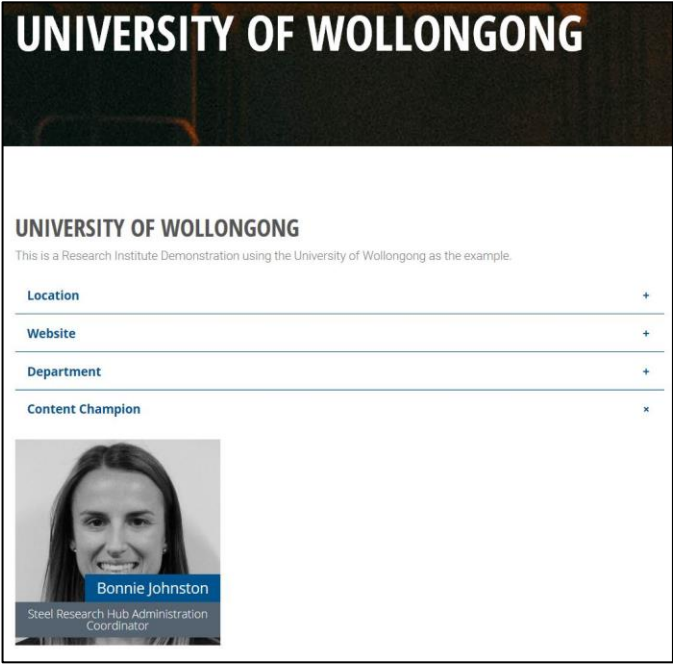 UNIVERSITY OF WOLLONGONG
UNIVERSITY OF WOLLONGONG
This is a Research Institute Demonstration using the University of Wollongong as the example.
Location +
Website +
Department +
Content Champion ×
Bonnie Johnston
Steel Research Hub Administration
Coordinator